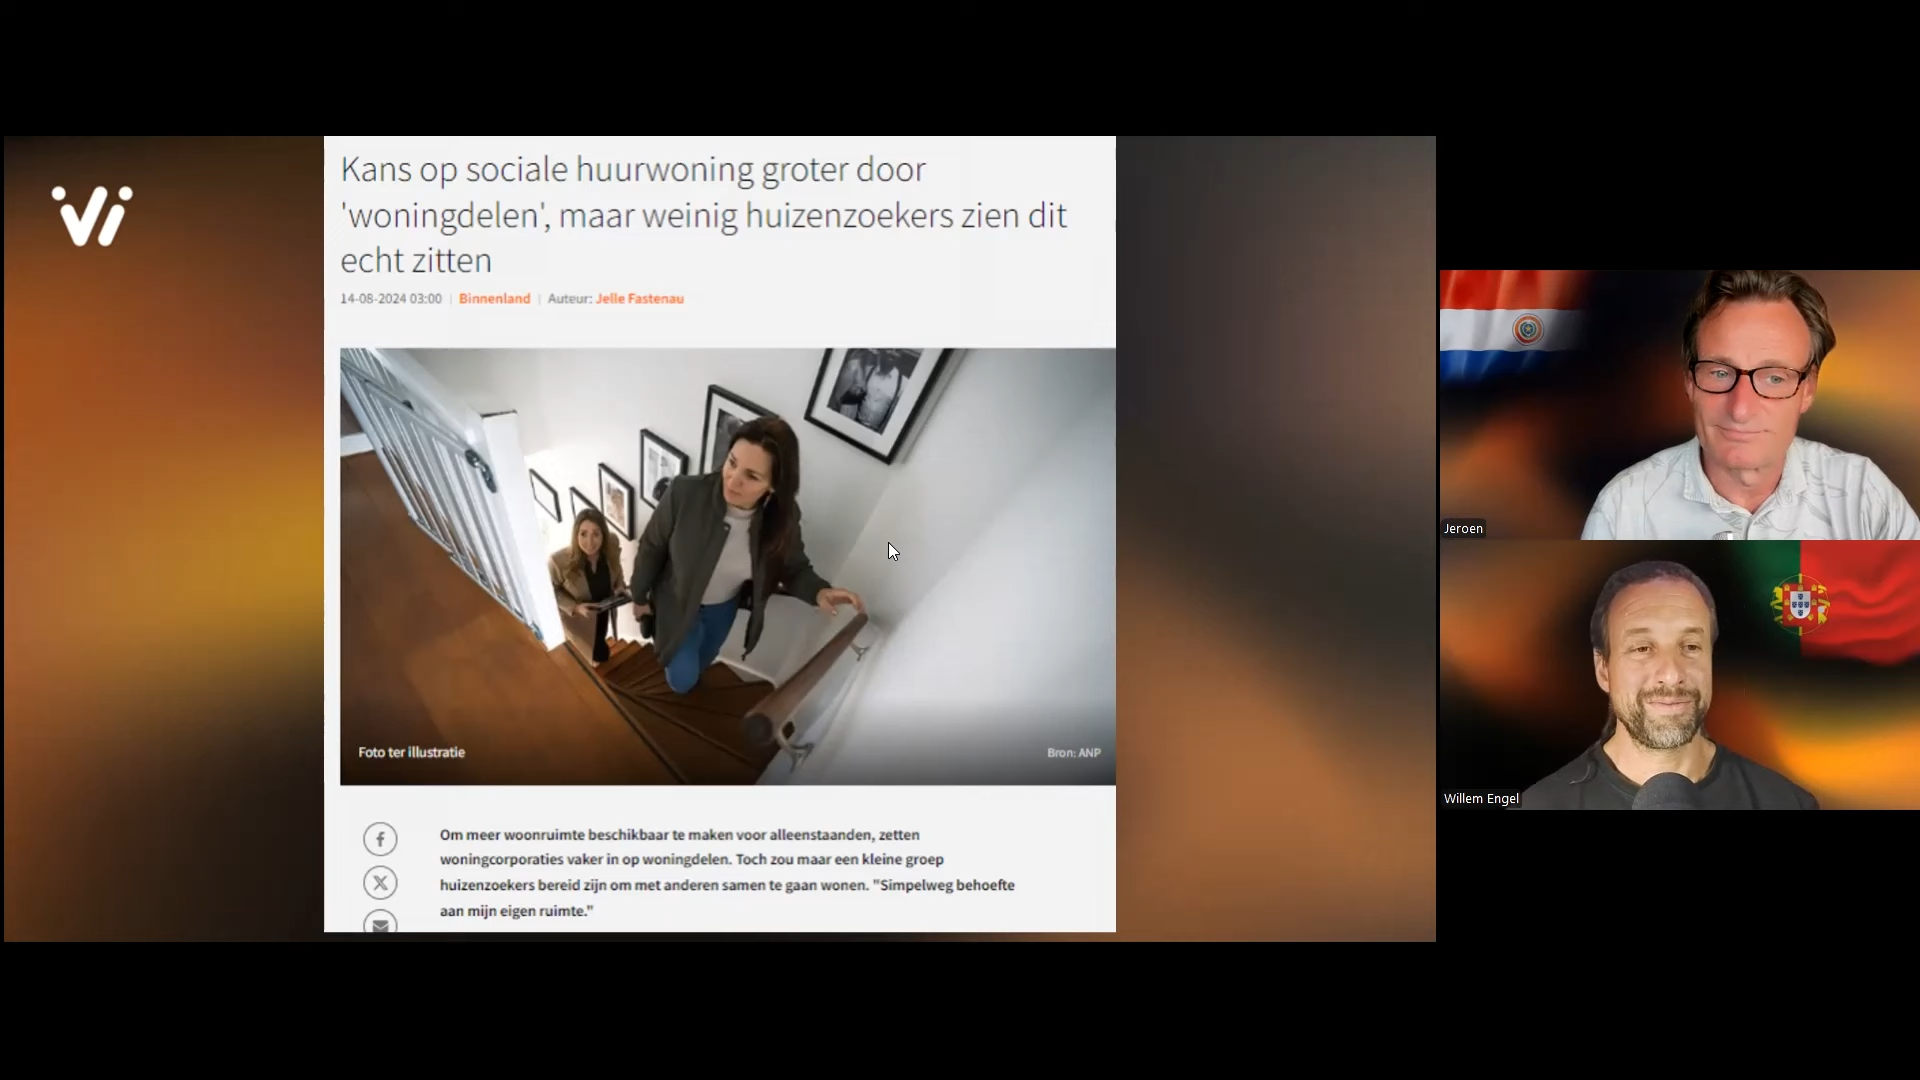 Kans op sociale huurwoning groter door
'woningdelen', maar weinig huizenzoekers zien dit
echt zitten
14-08-2024 03:00 | Binnenland | Auteur: Jelle Fastenau
Foto ter illustratie
Bron: ANP
Om meer woonruimte beschikbaar te maken voor alleenstaanden, zetten
woningcorporaties vaker in op woningdelen. Toch zou maar een kleine groep
huizenzoekers bereid zijn om met anderen samen te gaan wonen. "Simpelweg behoefte
aan mijn eigen ruimte."
Jeroen
Willem Engel